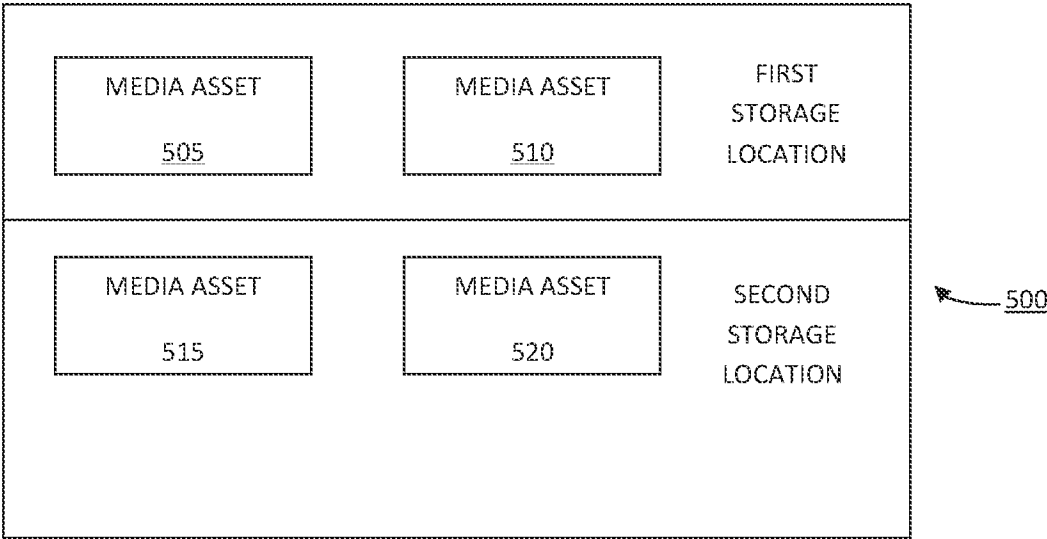 MEDIA ASSET
505
MEDIA ASSET
510
FIRST
STORAGE
LOCATION
MEDIA ASSET
515
MEDIA ASSET
520
SECOND
STORAGE
LOCATION
500